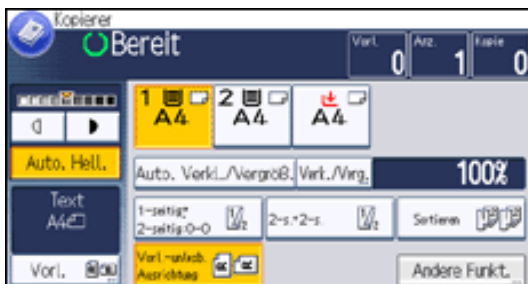 Kopierer
Bereit
Vorl. 0
Anz. 1
Kopie 0
1 A4
2 A4
A4
Auto. Hell.
Auto. Verkl./Vergröß.
Verk./Vrg.
100%
Text
A4
1-seitig*
2-seitig:O-O
2-s.*2-s.
Sortieren
Vorl.
Vorl.-unlesb.
Ausrichtung
Andere Funkt.